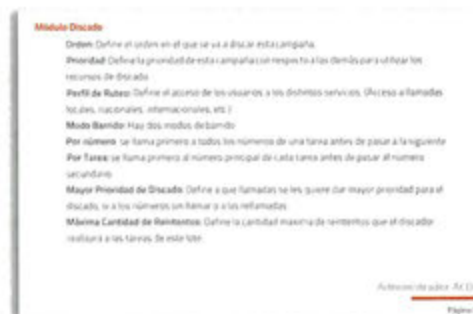 Módulo Discado
Orden: Define el orden en el que se va a discar esta campaña.
Prioridad: Define la prioridad de esta campaña con respecto a las demás para utilizar los
recursos de discado.
Perfil de Ruteo: Define el acceso de los usuarios a los distintos servicios. (Acceso a llamadas
locales, nacionales, internacionales, etc.)
Modo Barrido: Hay dos modos de barrido
Por número: se llama primero a todos los números de una tarea antes de pasar a la siguiente
Por Tarea: se llama primero al número principal de cada tarea antes de pasar al número
secundario.
Mayor Prioridad de Discado: Define a que llamadas se les quiere dar mayor prioridad para el
discado, si a los números sin llamar o a las rellamadas.
Máxima Cantidad de Reintentos: Define la cantidad máxima de reintentos que el discador
realizará a las tareas de este lote.
Página